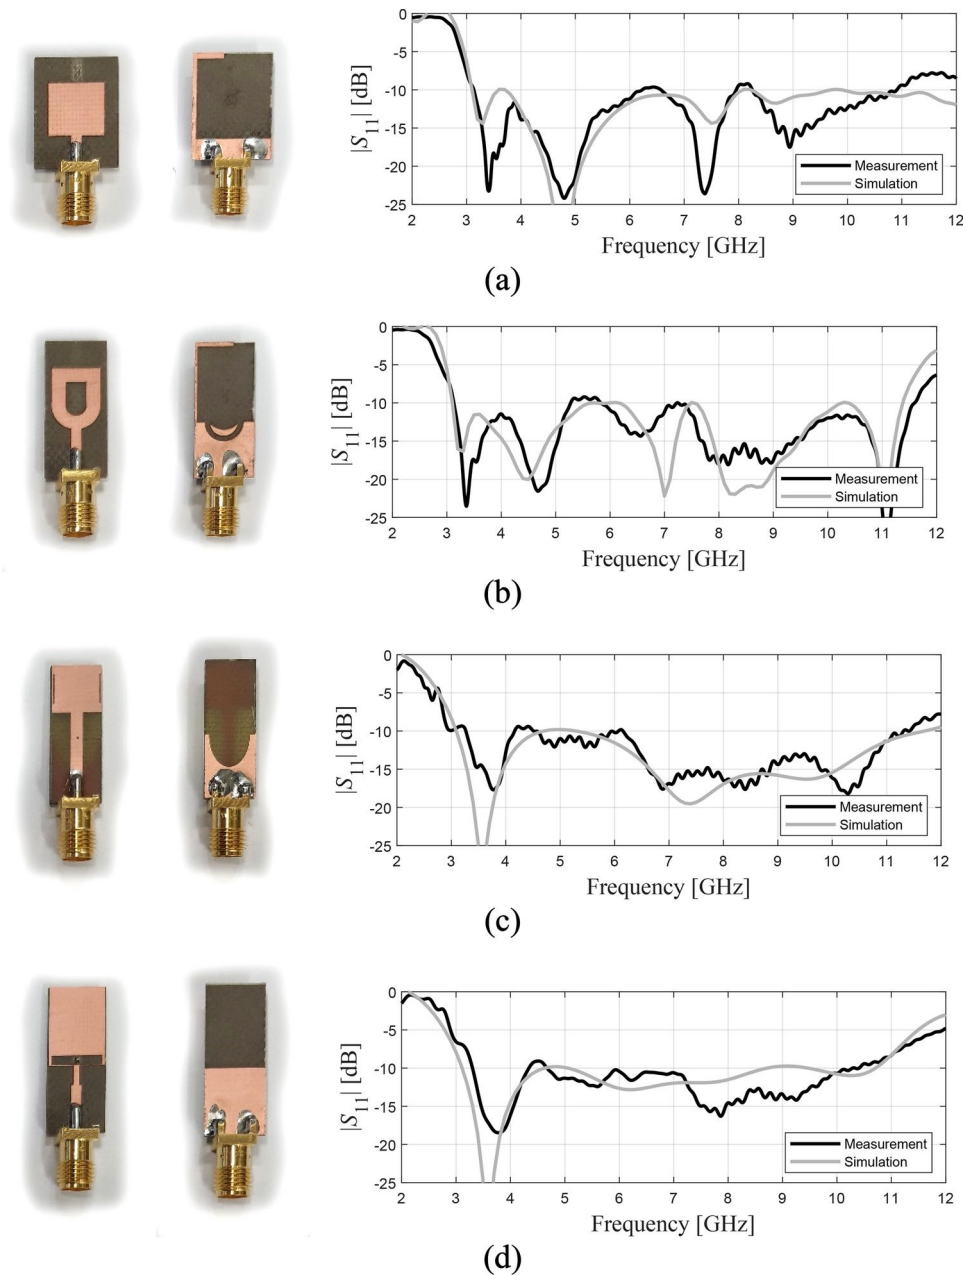 0
-5
-10
-15
-20
-25
|S11| [dB]
Measurement
Simulation
2 3 4 5 6 7 8 9 10 11 12
Frequency [GHz]
(a)
0
-5
-10
-15
-20
-25
|S11| [dB]
Measurement
Simulation
2 3 4 5 6 7 8 9 10 11 12
Frequency [GHz]
(b)
0
-5
-10
-15
-20
-25
|S11| [dB]
Measurement
Simulation
2 3 4 5 6 7 8 9 10 11 12
Frequency [GHz]
(c)
0
-5
-10
-15
-20
-25
|S11| [dB]
Measurement
Simulation
2 3 4 5 6 7 8 9 10 11 12
Frequency [GHz]
(d)